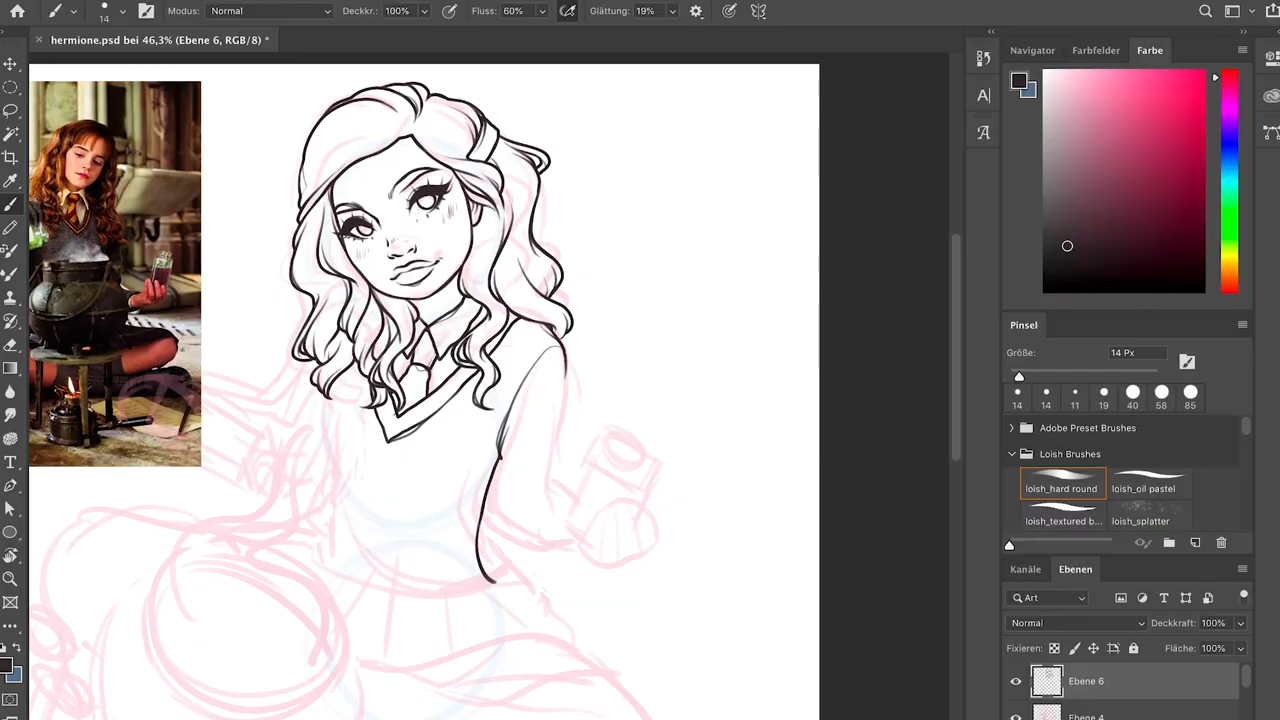 14
Modus: Normal
Deckkr.: 100%
Fluss: 60%
Glättung: 19%
× hermione.psd bei 46,3% (Ebene 6, RGB/8) *
Navigator Farbfelder Farbe
Pinsel
Größe: 14 Px
14 14 11 19 40 58 85
Adobe Preset Brushes
Loish Brushes
loish_hard round loish_oil pastel
loish_textured b... loish_splatter
Kanäle Ebenen
Art
Normal Deckkraft: 100%
Fixieren: Fläche: 100%
Ebene 6
Ebene 4